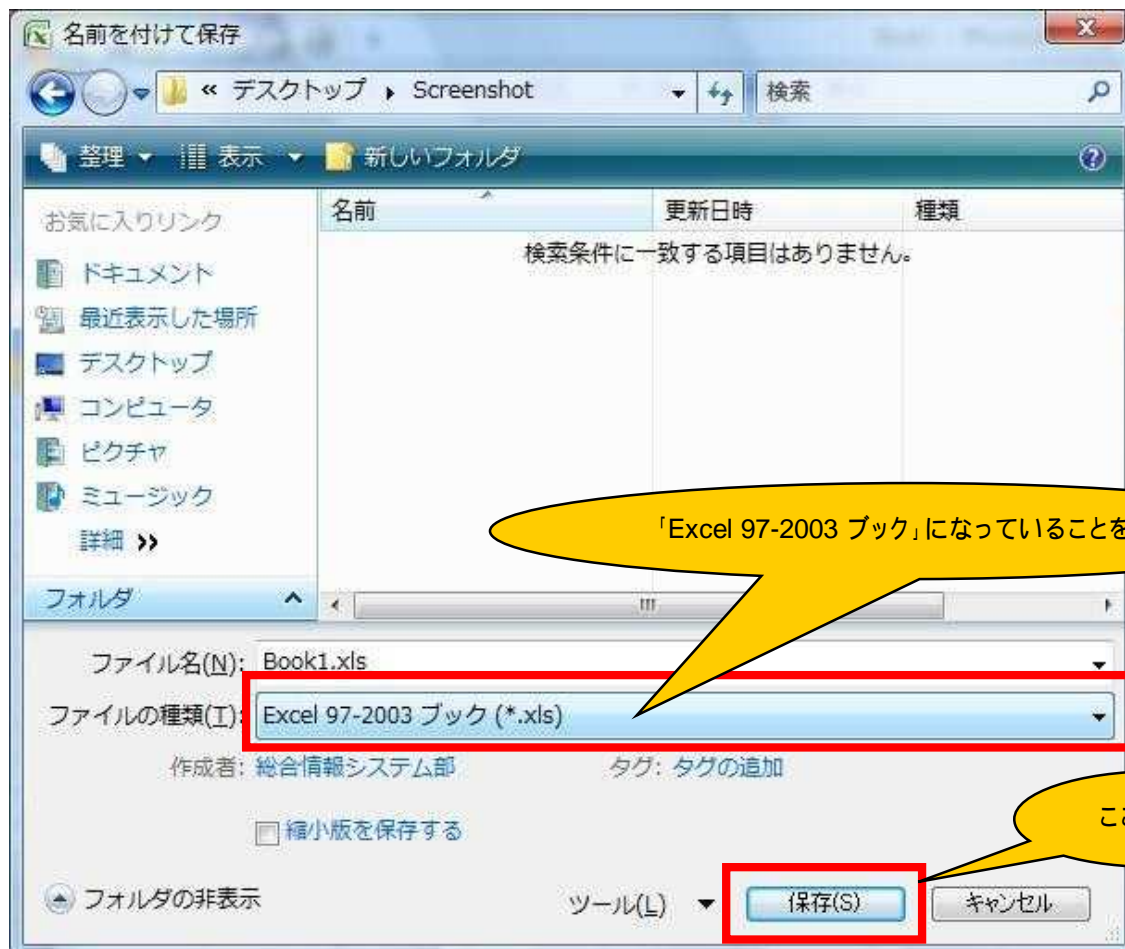 名前を付けて保存
« デスクトップ Screenshot 検索
整理 表示 新しいフォルダ
お気に入りリンク
名前 更新日時 種類
検索条件に一致する項目はありません。
ドキュメント
最近表示した場所
デスクトップ
コンピュータ
ピクチャ
ミュージック
詳細 »
「Excel 97-2003 ブック」になっていることを
フォルダ
ファイル名(N): Book1.xls
ファイルの種類(T): Excel 97-2003 ブック (*.xls)
作成者: 総合情報システム部 タグ: タグの追加
縮小版を保存する
フォルダの非表示
ツール(L) 保存(S) キャンセル